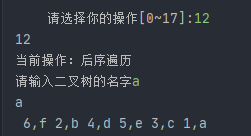 请选择你的操作[0~17]:12
12
当前操作：后序遍历
请输入二叉树的名字a
a
6,f 2,b 4,d 5,e 3,c 1,a